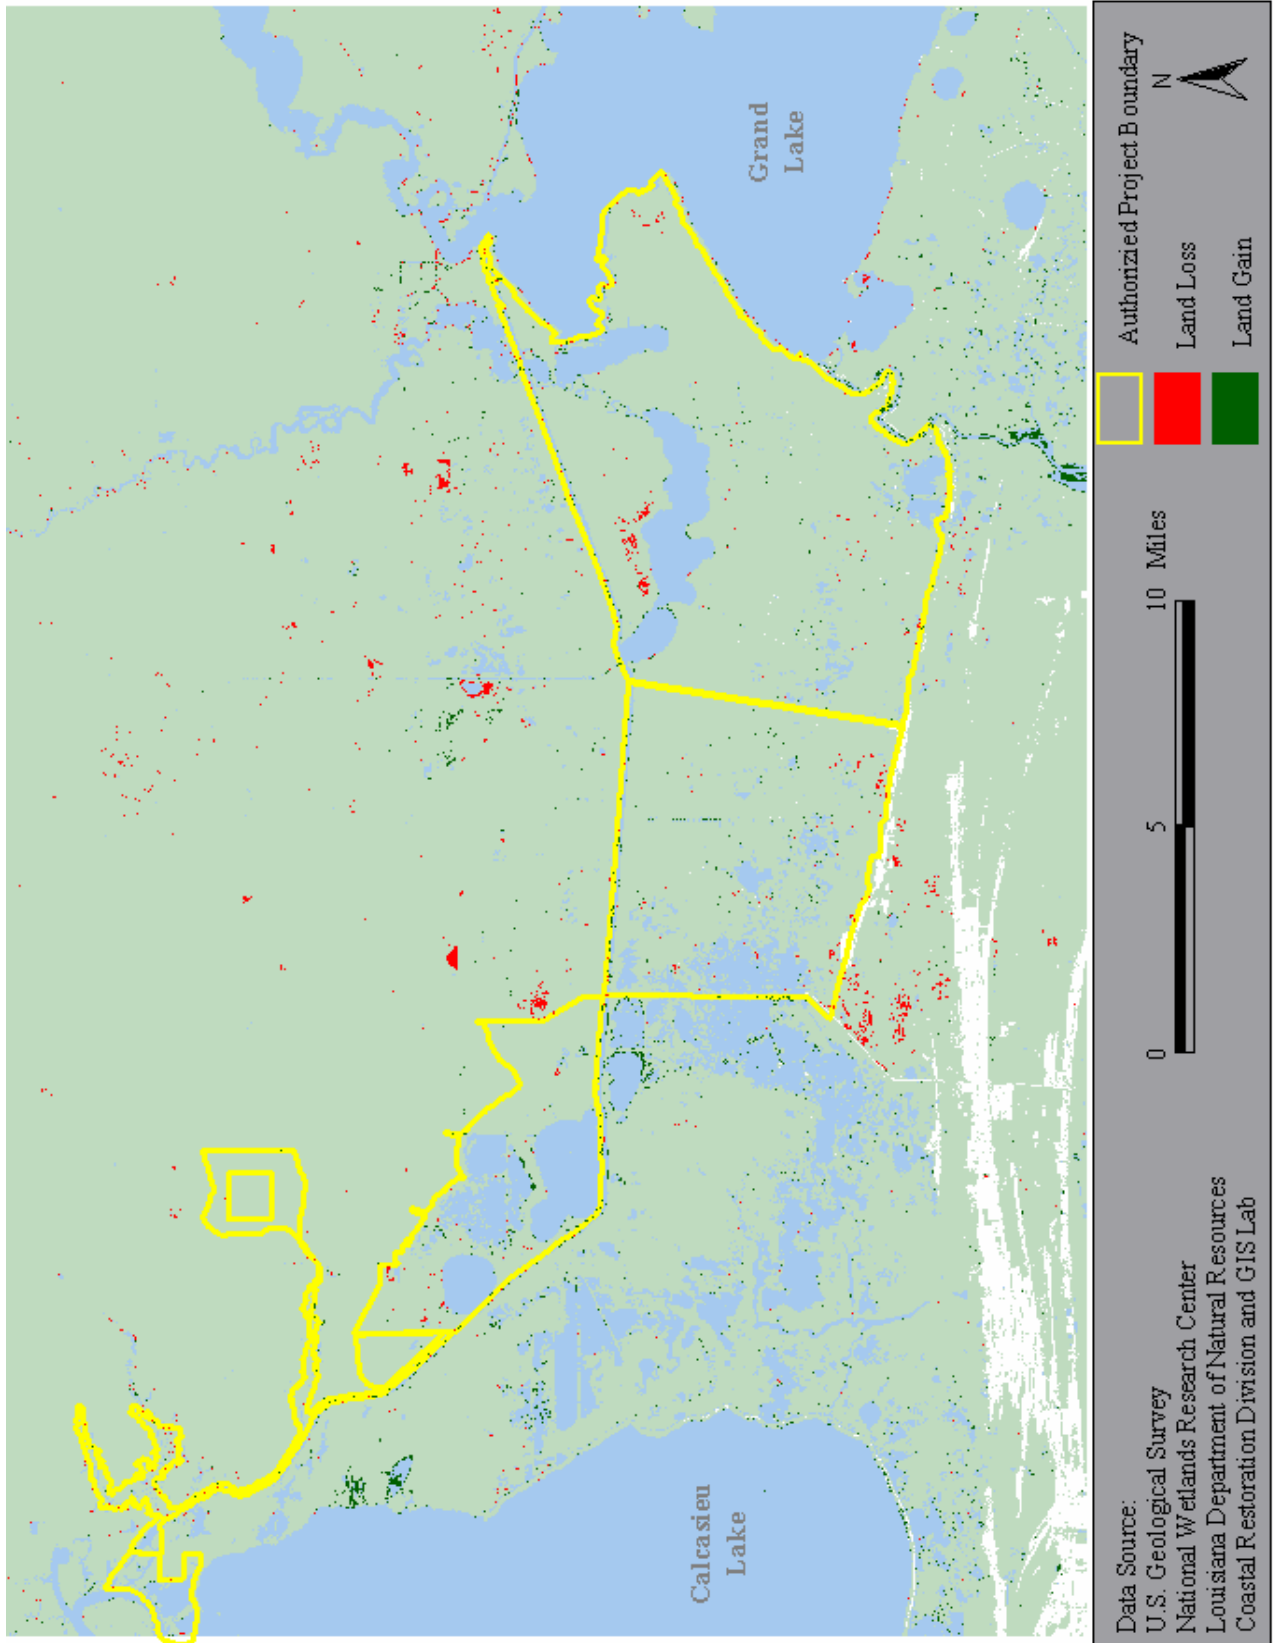 Grand
Lake
Calcasieu
Lake
Data Source:
U.S. Geological Survey
National Wetlands Research Center
Louisiana Department of Natural Resources
Coastal Restoration Division and GIS Lab
0 5 10 Miles
Authorizied Project Boundary
Land Loss
Land Gain
N